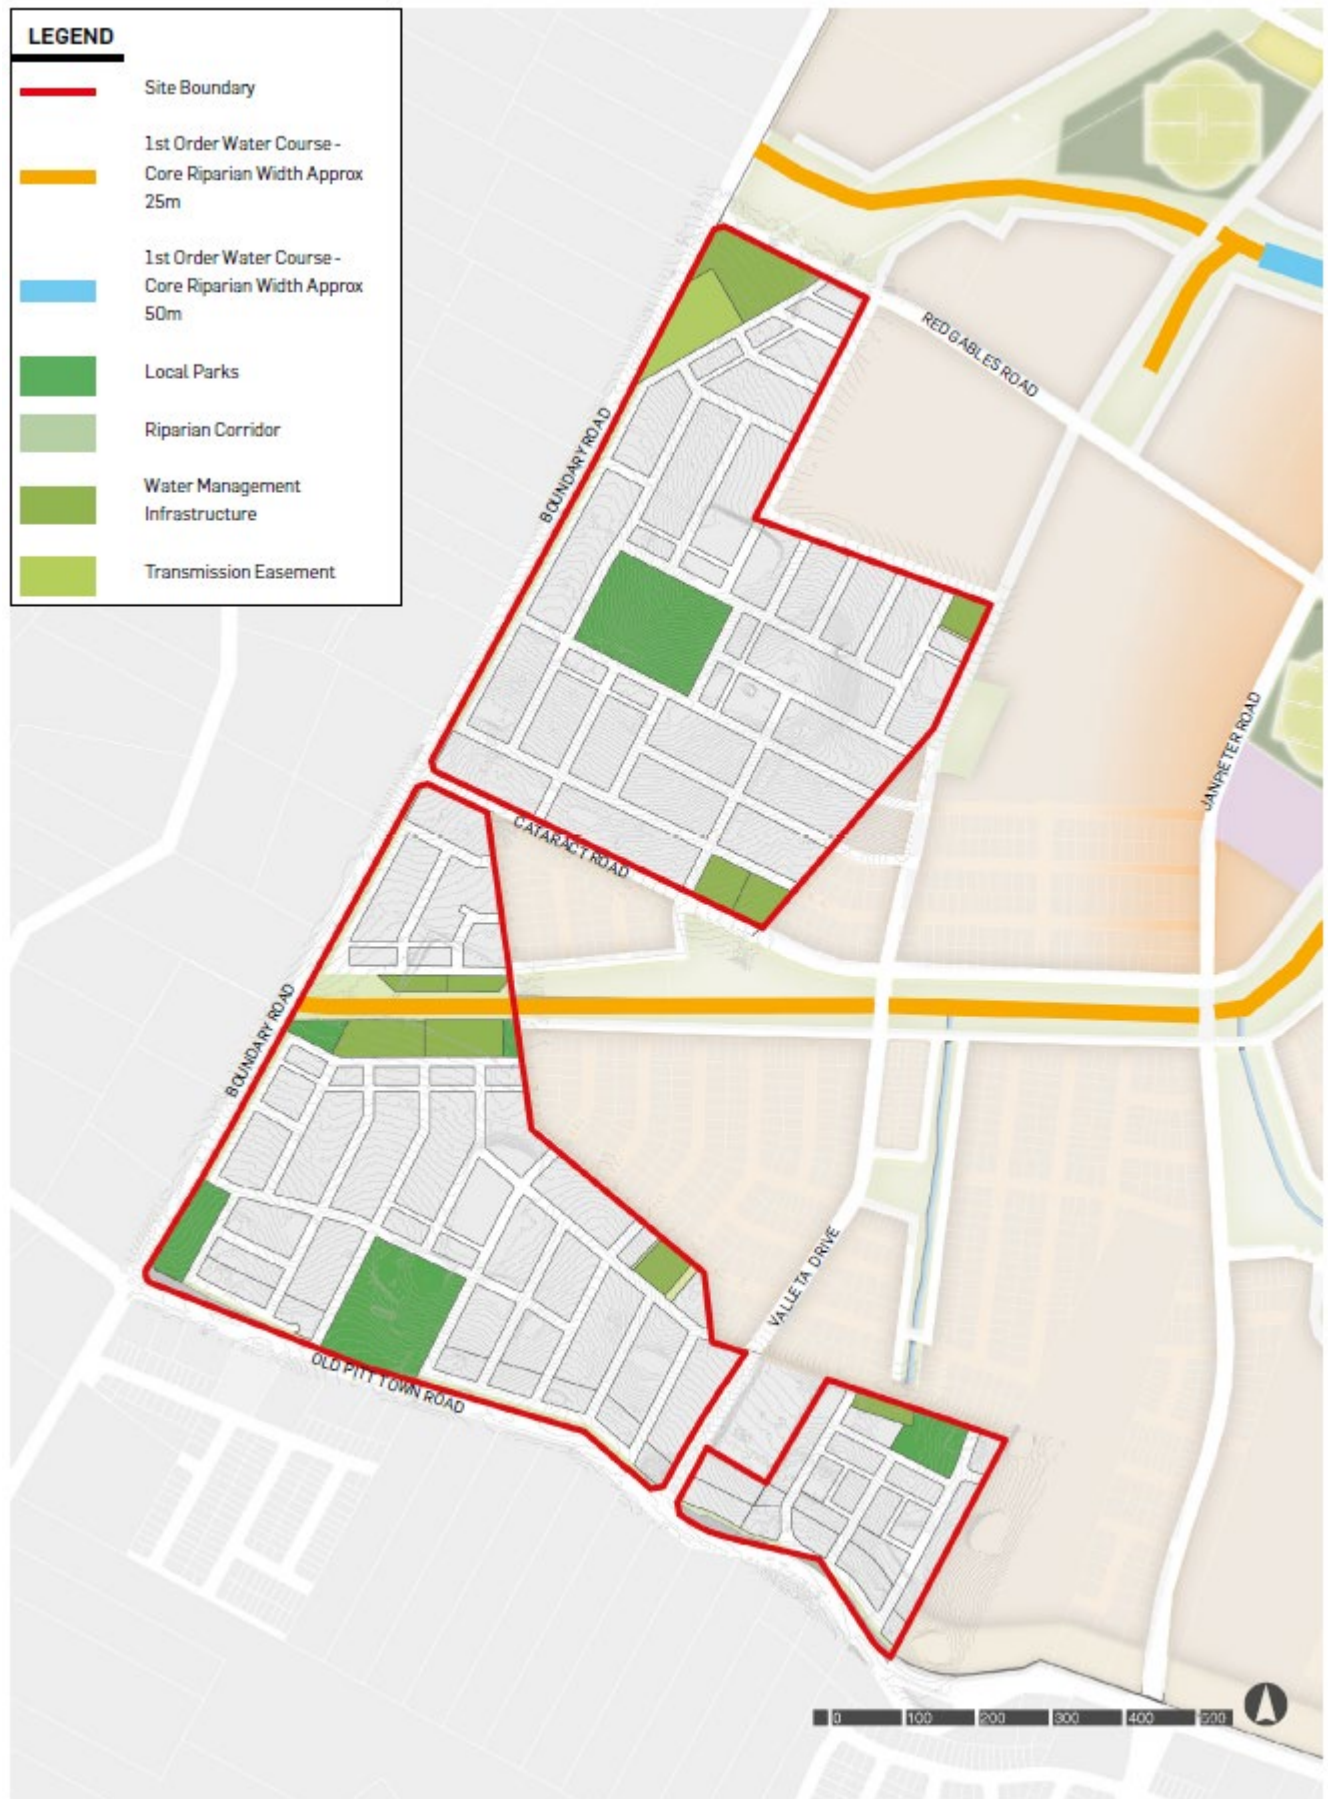 LEGEND
Site Boundary
1st Order Water Course -
Core Riparian Width Approx
25m
1st Order Water Course -
Core Riparian Width Approx
50m
Local Parks
Riparian Corridor
Water Management
Infrastructure
Transmission Easement
RED GABLES ROAD
BOUNDARY ROAD
JANPIETER ROAD
CATARACT ROAD
BOUNDARY ROAD
VALLETA DRIVE
OLD PITT TOWN ROAD
0 100 200 300 400 500